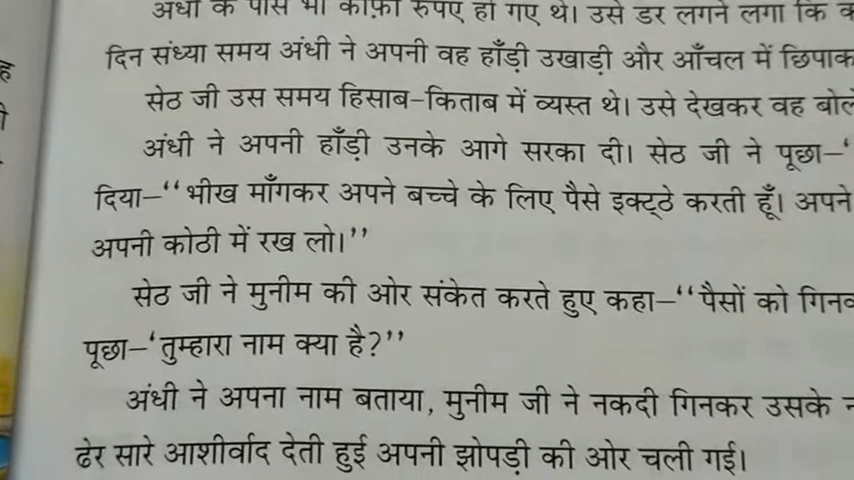 अंधी के पास भी काफ़ी रुपए हो गए थे। उसे डर लगने लगा कि
दिन संध्या समय अंधी ने अपनी वह हाँड़ी उखाड़ी और आँचल में छिपाक
सेठ जी उस समय हिसाब-किताब में व्यस्त थे। उसे देखकर वह बोले
अंधी ने अपनी हाँड़ी उनके आगे सरका दी। सेठ जी ने पूछा–‘
दिया–‘‘भीख माँगकर अपने बच्चे के लिए पैसे इक्ट्ठे करती हूँ। अपने
अपनी कोठी में रख लो।’’
सेठ जी ने मुनीम की ओर संकेत करते हुए कहा–‘‘पैसों को गिनक
पूछा–‘तुम्हारा नाम क्या है?’’
अंधी ने अपना नाम बताया, मुनीम जी ने नकदी गिनकर उसके
ढेर सारे आशीर्वाद देती हुई अपनी झोपड़ी की ओर चली गई।